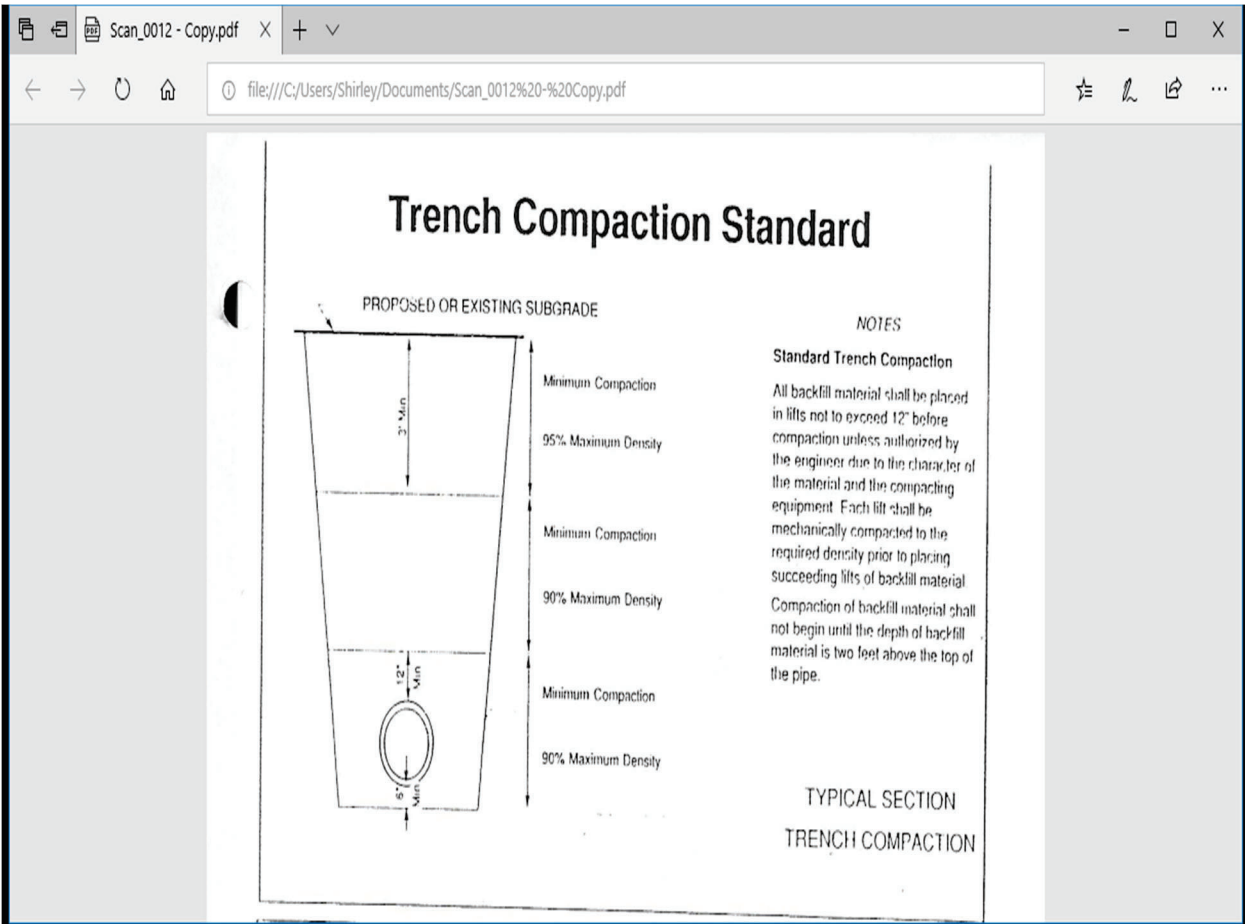 Scan_0012 - Copy.pdf
file:///C:/Users/Shirley/Documents/Scan_0012%20-%20Copy.pdf
Trench Compaction Standard
PROPOSED OR EXISTING SUBGRADE
3' Min
Minimum Compaction
95% Maximum Density
Minimum Compaction
90% Maximum Density
12"
Min
Minimum Compaction
90% Maximum Density
6"
Min
NOTES
Standard Trench Compaction
All backfill material shall be placed
in lifts not to exceed 12" before
compaction unless authorized by
the engineer due to the character of
the material and the compacting
equipment Each lift shall be
mechanically compacted to the
required density prior to placing
succeeding lifts of backfill material
Compaction of backfill material shall
not begin until the depth of backfill
material is two feet above the top of
the pipe.
TYPICAL SECTION
TRENCH COMPACTION